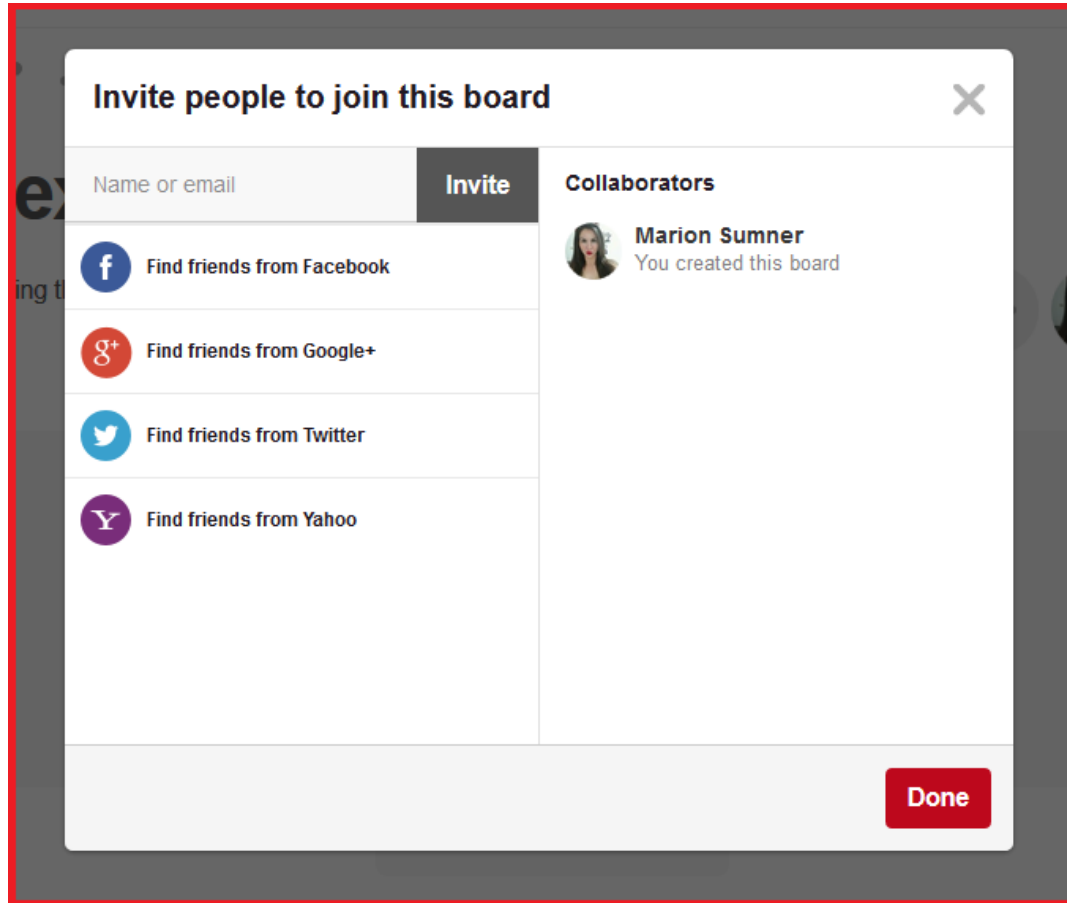 Invite people to join this board
Name or email
Invite
Find friends from Facebook
Find friends from Google+
Find friends from Twitter
Find friends from Yahoo
Collaborators
Marion Sumner
You created this board
Done